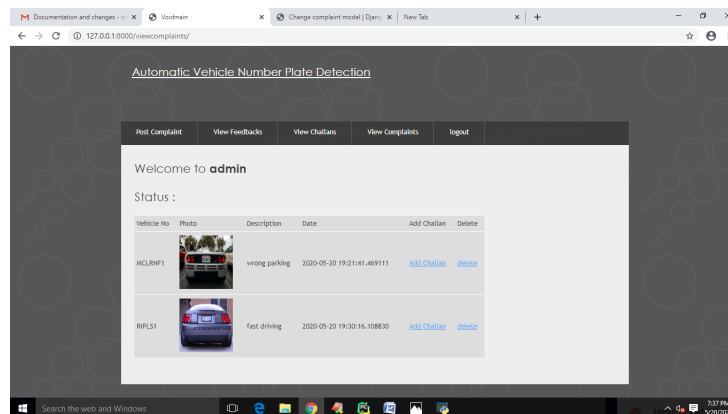 Documentation and changes - v
Voidmain
Change complaint model | Djang
New Tab
127.0.0.1:8000/viewcomplaints/
Automatic Vehicle Number Plate Detection
Post Complaint View Feedbacks View Challans View Complaints logout
Welcome to admin
Status :
Vehicle No Photo Description Date Add Challan Delete
MCLRNF1 wrong parking 2020-05-20 19:21:41.469111 Add Challan delete
RIPLS1 fast driving 2020-05-20 19:30:16.108830 Add Challan delete
Search the web and Windows
7:37 PM